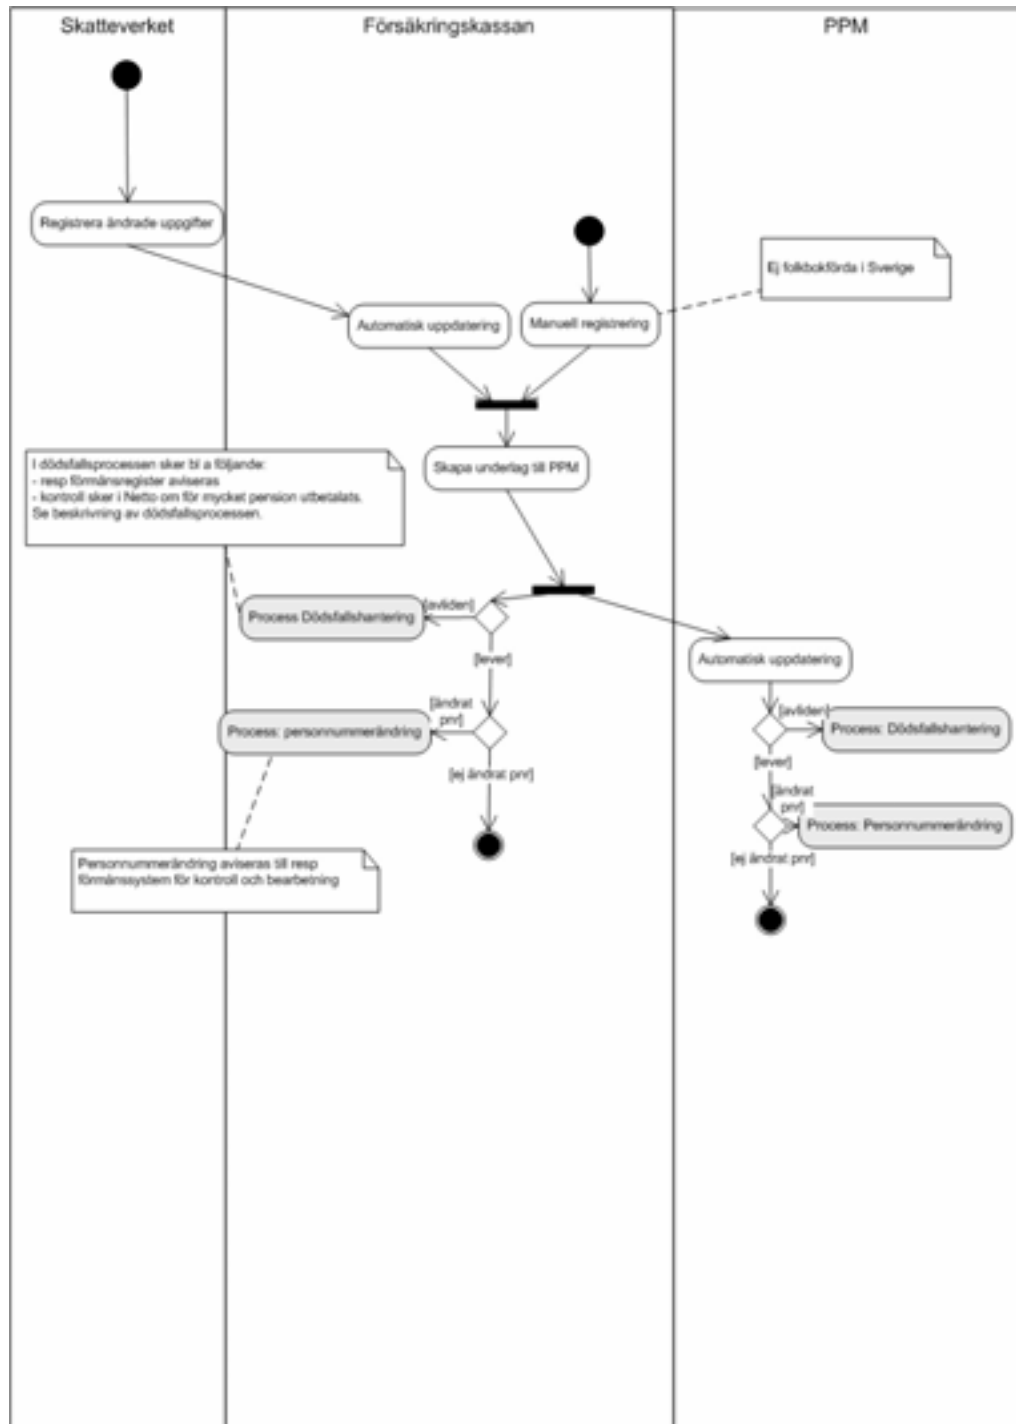 Skatteverket
Försäkringskassan
PPM
Registrera ändrade uppgifter
Ej folkbokförda i Sverige
Automatisk uppdatering
Manuell registrering
I dödsfallsprocessen sker bl a följande:
- resp förmånsregister aviseras
- kontroll sker i Netto om för mycket pension utbetalats.
Se beskrivning av dödsfallsprocessen.
Skapa underlag till PPM
Process Dödsfallshantering
[avliden]
[lever]
Automatisk uppdatering
[ändrat
pnr]
Process: personnummerändring
[ej ändrat pnr]
[avliden]
Process: Dödsfallshantering
[lever]
[ändrat
pnr]
Process: Personnummerändring
[ej ändrat pnr]
Personnummerändring aviseras till resp
förmånssystem för kontroll och bearbetning